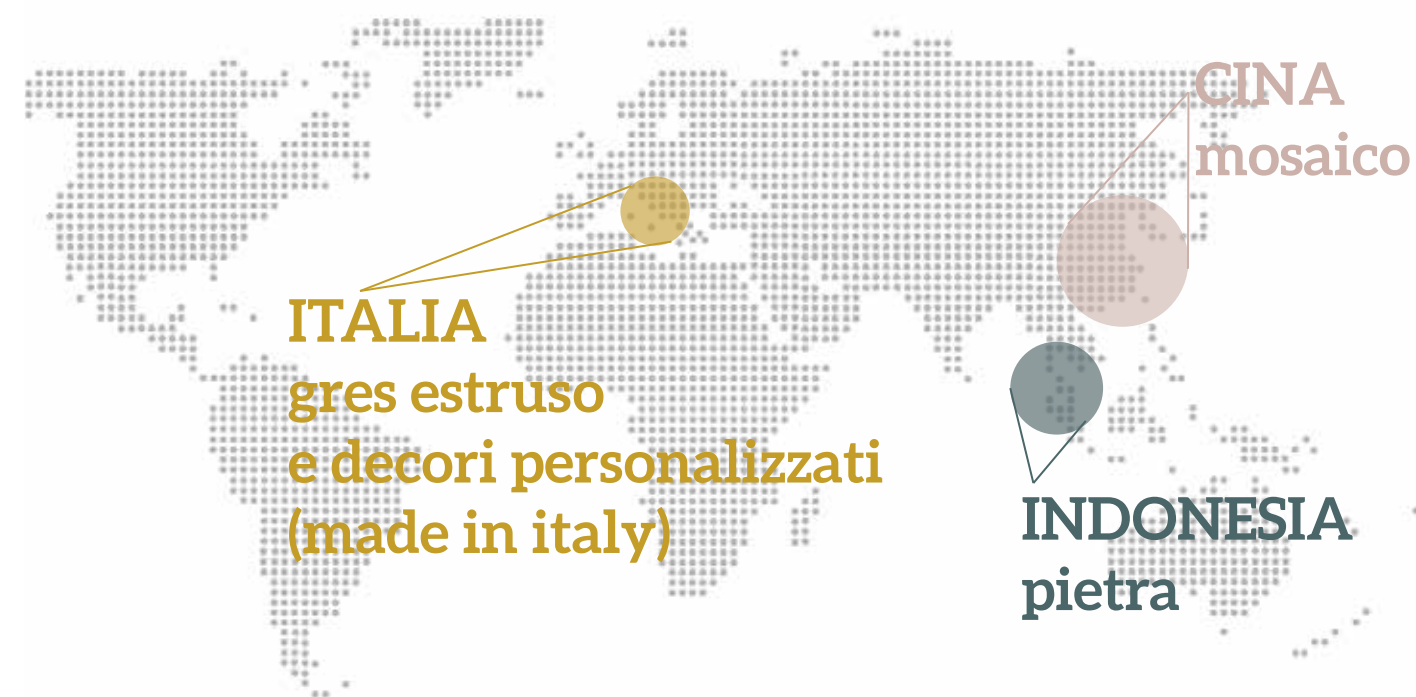 CINA
mosaico
ITALIA
gres estruso
e decori personalizzati
(made in italy)
INDONESIA
pietra